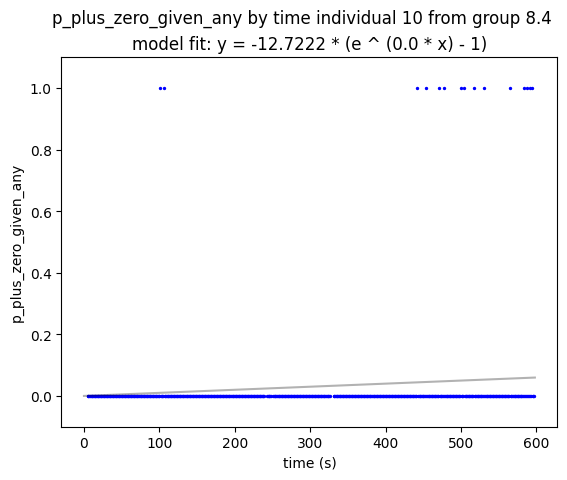 p_plus_zero_given_any by time individual 10 from group 8.4
model fit: y = -12.7222 * (e ^ (0.0 * x) - 1)
1.0
0.8
0.6
0.4
0.2
0.0
p_plus_zero_given_any
0 100 200 300 400 500 600
time (s)